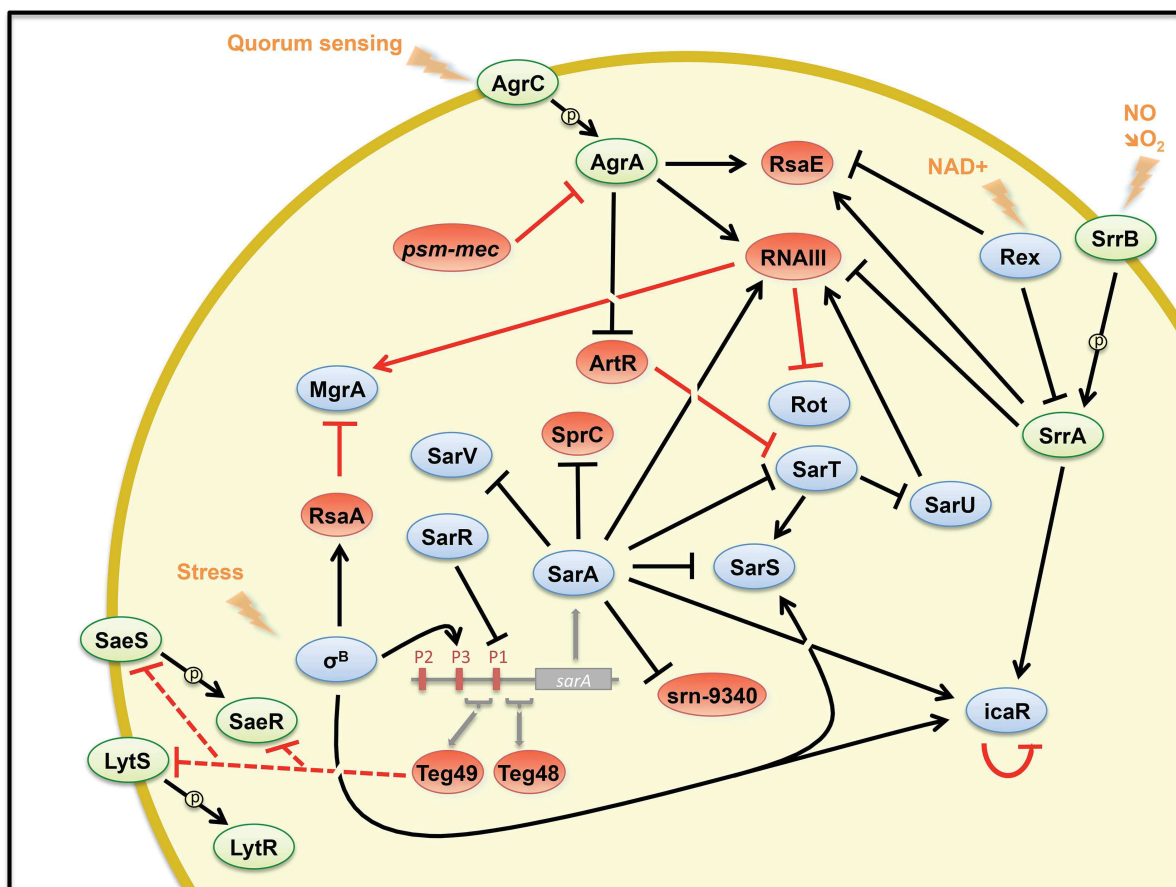 Quorum sensing
AgrC
p
AgrA
RsaE
NAD+
NO
↘O₂
psm-mec
RNAIII
Rex
SrrB
p
ArtR
MgrA
Rot
SprC
SrrA
SarV
SarT
RsaA
SarU
SarR
SarA
SarS
Stress
SaeS
σᴮ
P2 P3 P1
sarA
p
srn-9340
icaR
SaeR
LytS
Teg49
Teg48
p
LytR